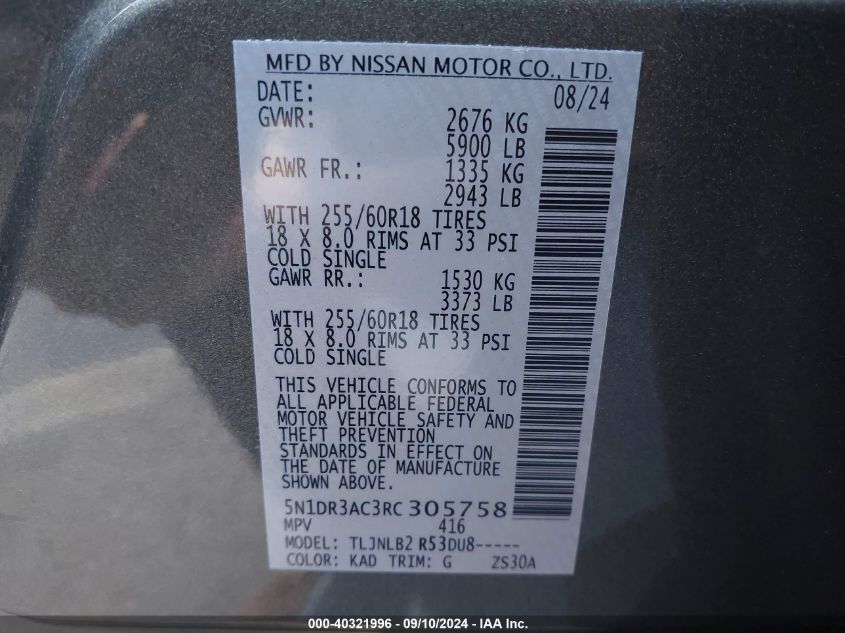 MFD BY NISSAN MOTOR CO., LTD.
DATE: 08/24
GVWR: 2676 KG
5900 LB
GAWR FR.: 1335 KG
2943 LB
WITH 255/60R18 TIRES
18 X 8.0 RIMS AT 33 PSI
COLD SINGLE
GAWR RR.: 1530 KG
3373 LB
WITH 255/60R18 TIRES
18 X 8.0 RIMS AT 33 PSI
COLD SINGLE
THIS VEHICLE CONFORMS TO
ALL APPLICABLE FEDERAL
MOTOR VEHICLE SAFETY AND
THEFT PREVENTION
STANDARDS IN EFFECT ON
THE DATE OF MANUFACTURE
SHOWN ABOVE.
5N1DR3AC3RC305758
MPV 416
MODEL: TLJNLB2 R53DU8-----
COLOR: KAD TRIM: G ZS30A
000-40321996 - 09/10/2024 - IAA Inc.